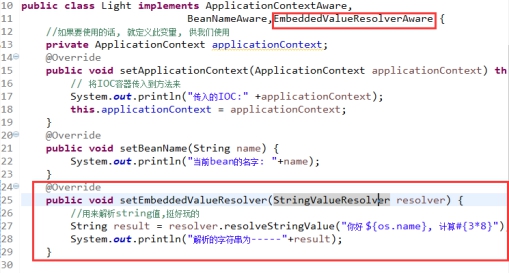 10 public class Light implements ApplicationContextAware,
11 BeanNameAware,EmbeddedValueResolverAware {
12 //如果要使用的话, 就定义此变量, 供我们使用
13 private ApplicationContext applicationContext;
14 @Override
15 public void setApplicationContext(ApplicationContext applicationContext) th
16 // 将IOC容器传入到方法来
17 System.out.println("传入的IOC:" +applicationContext);
18 this.applicationContext = applicationContext;
19 }
20 @Override
21 public void setBeanName(String name) {
22 System.out.println("当前bean的名字: "+name);
23 }
24 @Override
25 public void setEmbeddedValueResolver(StringValueResolver resolver) {
26 //用来解析string值,挺好玩的
27 String result = resolver.resolveStringValue("你好 ${os.name}, 计算#{3*8}")
28 System.out.println("解析的字符串为-----"+result);
29 }
30